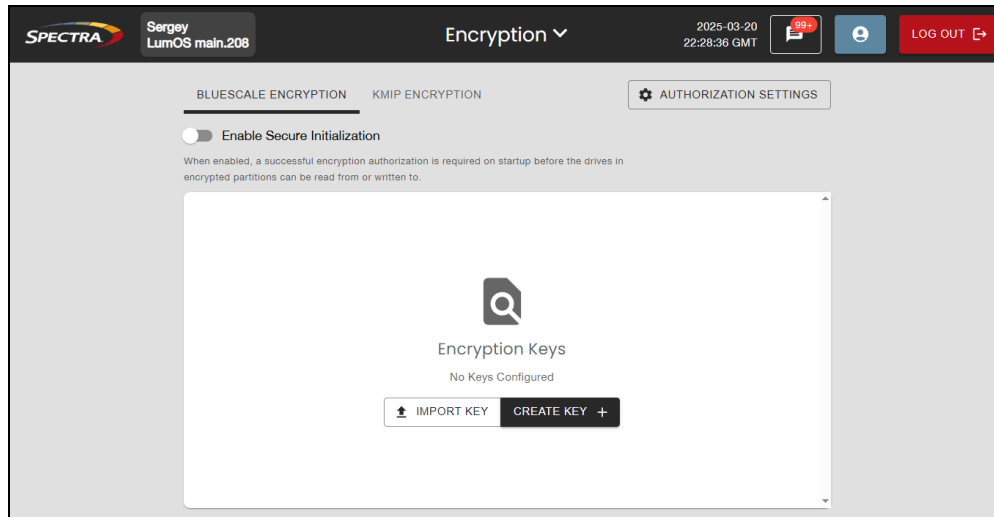 SPECTRA
Sergey
LumOS main.208
Encryption
2025-03-20
22:28:36 GMT
99+
LOG OUT
BLUESCALE ENCRYPTION
KMIP ENCRYPTION
AUTHORIZATION SETTINGS
Enable Secure Initialization
When enabled, a successful encryption authorization is required on startup before the drives in
encrypted partitions can be read from or written to.
Encryption Keys
No Keys Configured
IMPORT KEY
CREATE KEY +